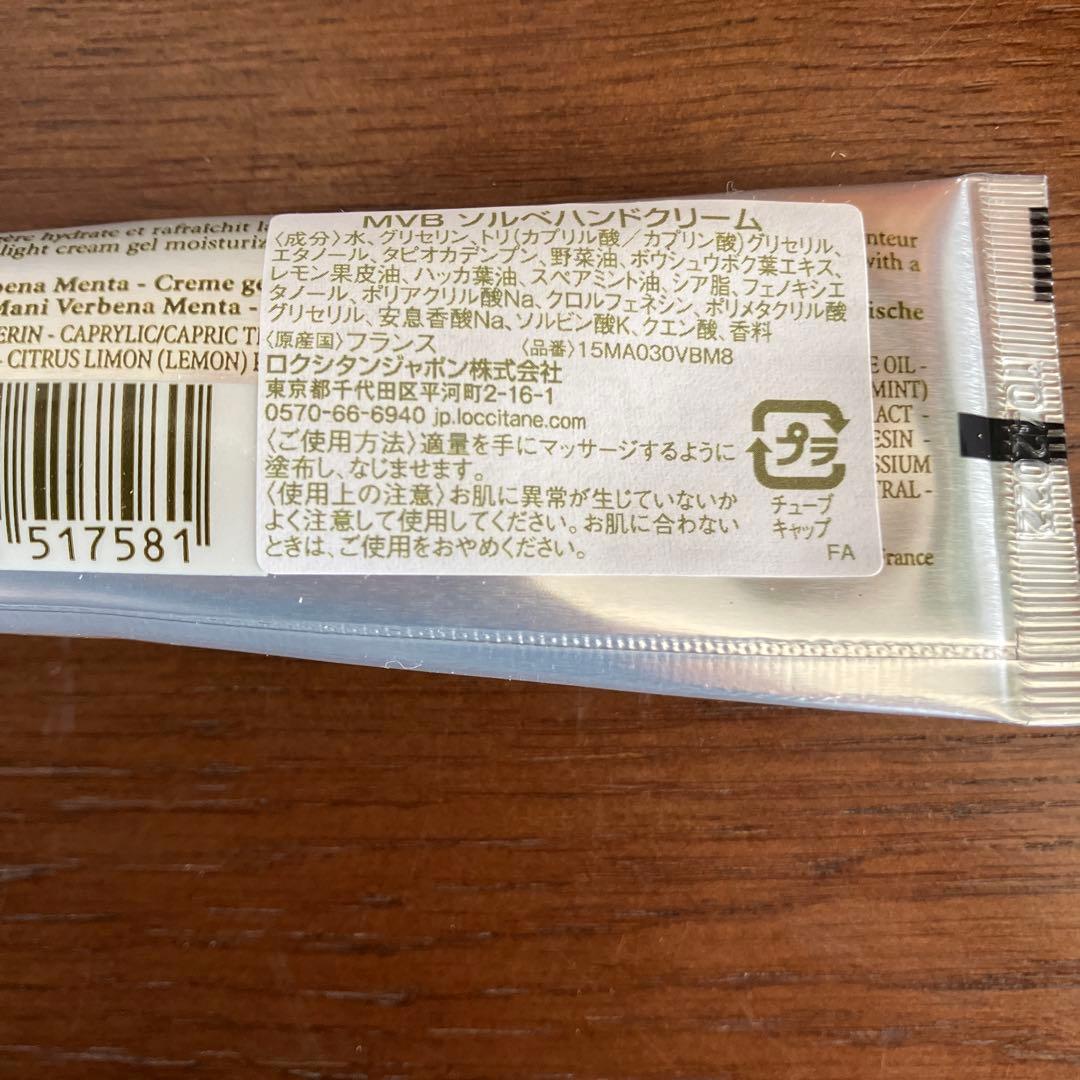 MVB ソルベハンドクリーム
〈成分〉水、グリセリン、トリ(カプリル酸／カプリン酸)グリセリル、
エタノール、タピオカデンプン、野菜油、ボウシュウボク葉エキス、
レモン果皮油、ハッカ葉油、スペアミント油、シア脂、フェノキシエ
タノール、ポリアクリル酸Na、クロルフェネシン、ポリメタクリル酸
グリセリル、安息香酸Na、ソルビン酸K、クエン酸、香料
〈原産国〉フランス 〈品番〉15MA030VBM8
ロクシタンジャポン株式会社
東京都千代田区平河町2-16-1
0570-66-6940 jp.loccitane.com
〈ご使用方法〉適量を手にマッサージするように
塗布し、なじませます。
〈使用上の注意〉お肌に異常が生じていないか
よく注意して使用してください。お肌に合わない
ときは、ご使用をおやめください。
プラ
チューブ
キャップ
FA
hydrate et rafraîchit
light cream gel
Menta - Creme
Mani Verbena Menta -
- CAPRYLIC/CAPRIC
- CITRUS LIMON (LEMON)
517581
with a
OIL -
France
10 2022